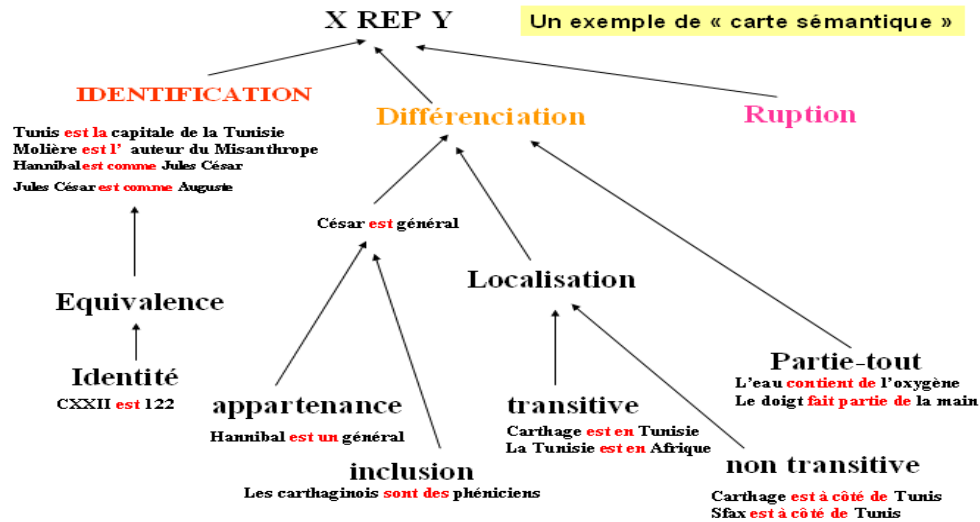 X REP Y
Un exemple de « carte sémantique »
IDENTIFICATION
Tunis est la capitale de la Tunisie
Molière est l' auteur du Misanthrope
Hannibal est comme Jules César
Jules César est comme Auguste
Différenciation
Ruption
César est général
Equivalence
Localisation
Identité
CXXII est 122
appartenance
Hannibal est un général
inclusion
Les carthaginois sont des phéniciens
transitive
Carthage est en Tunisie
La Tunisie est en Afrique
Partie-tout
L'eau contient de l'oxygène
Le doigt fait partie de la main
non transitive
Carthage est à côté de Tunis
Sfax est à côté de Tunis